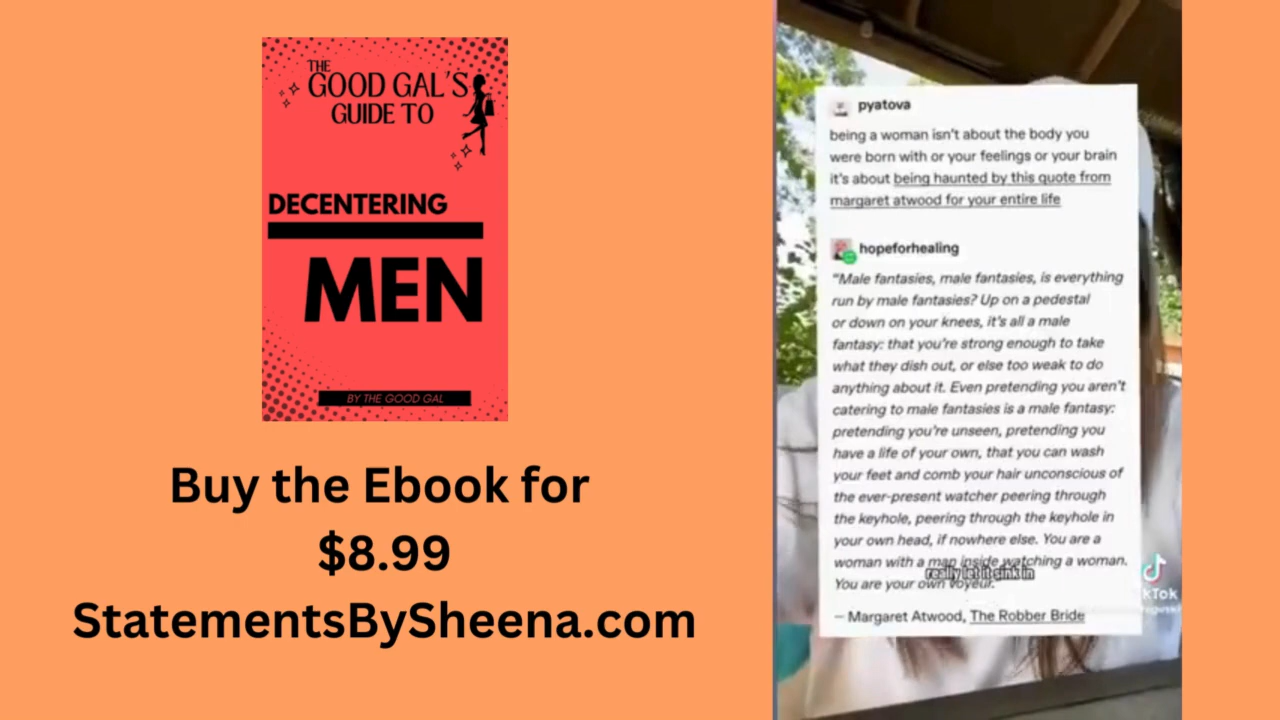 THE
GOOD GAL'S
GUIDE TO
DECENTERING
MEN
BY THE GOOD GAL
Buy the Ebook for
$8.99
StatementsBySheena.com
pyatova
being a woman isn't about the body you
were born with or your feelings or your brain
it's about being haunted by this quote from
margaret atwood for your entire life
hopeforhealing
"Male fantasies, male fantasies, is everything
run by male fantasies? Up on a pedestal
or down on your knees, it's all a male
fantasy: that you're strong enough to take
what they dish out, or else too weak to do
anything about it. Even pretending you aren't
catering to male fantasies is a male fantasy:
pretending you're unseen, pretending you
have a life of your own, that you can wash
your feet and comb your hair unconscious of
the ever-present watcher peering through
the keyhole, peering through the keyhole in
your own head, if nowhere else. You are a
woman with a man inside watching a woman.
really let it sink in
You are your own voyeur.
— Margaret Atwood, The Robber Bride
TikTok